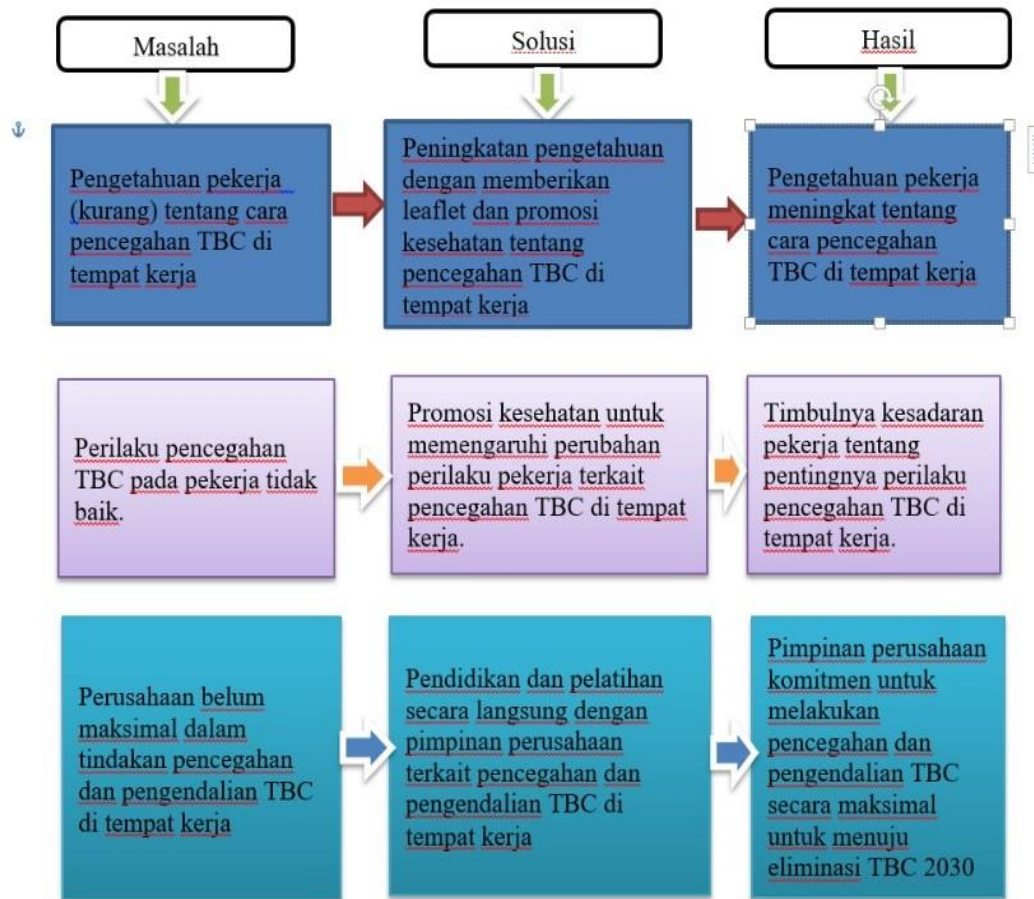 Masalah
Solusi
Hasil
Pengetahuan pekerja
(kurang) tentang cara
pencegahan TBC di
tempat kerja
Peningkatan pengetahuan
dengan memberikan
leaflet dan promosi
kesehatan tentang
pencegahan TBC di
tempat kerja
Pengetahuan pekerja
meningkat tentang
cara pencegahan
TBC di tempat kerja
Perilaku pencegahan
TBC pada pekerja tidak
baik.
Promosi kesehatan untuk
memengaruhi perubahan
perilaku pekerja terkait
pencegahan TBC di tempat
kerja.
Timbulnya kesadaran
pekerja tentang
pentingnya perilaku
pencegahan TBC di
tempat kerja.
Perusahaan belum
maksimal dalam
tindakan pencegahan
dan pengendalian TBC
di tempat kerja
Pendidikan dan pelatihan
secara langsung dengan
pimpinan perusahaan
terkait pencegahan dan
pengendalian TBC di
tempat kerja
Pimpinan perusahaan
komitmen untuk
melakukan
pencegahan dan
pengendalian TBC
secara maksimal
untuk menuju
eliminasi TBC 2030